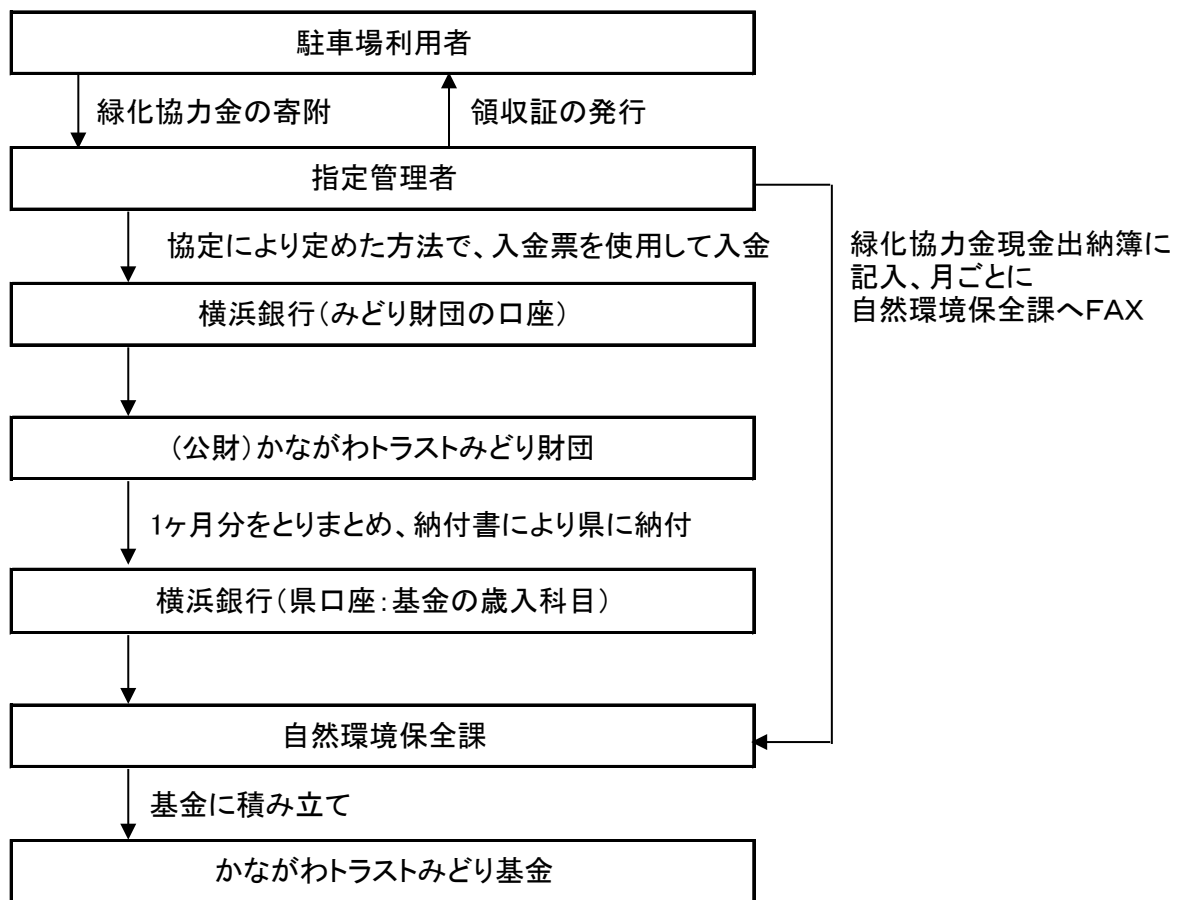 駐車場利用者
緑化協力金の寄附
領収証の発行
指定管理者
協定により定めた方法で、入金票を使用して入金
緑化協力金現金出納簿に
記入、月ごとに
自然環境保全課へFAX
横浜銀行（みどり財団の口座）
（公財）かながわトラストみどり財団
1ヶ月分をとりまとめ、納付書により県に納付
横浜銀行（県口座：基金の歳入科目）
自然環境保全課
基金に積み立て
かながわトラストみどり基金